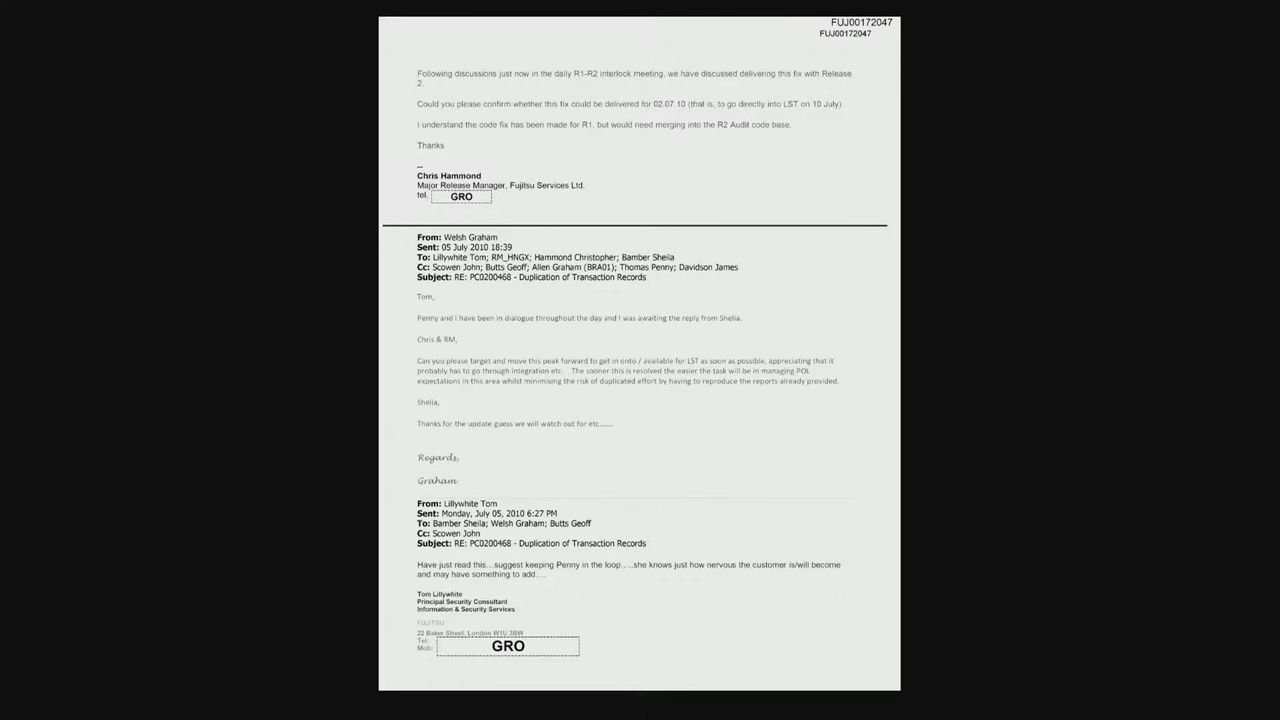 FUJ00172047
FUJ00172047
Following discussions just now in the daily R1-R2 interlock meeting, we have discussed delivering this fix with Release
2.
Could you please confirm whether this fix could be delivered for 02.07.10 (that is, to go directly into LST on 10 July)
I understand the code fix has been made for R1, but would need merging into the R2 Audit code base.
Thanks
--
Chris Hammond
Major Release Manager, Fujitsu Services Ltd.
tel. GRO
From: Welsh Graham
Sent: 05 July 2010 18:39
To: Lillywhite Tom; RM_HNGX; Hammond Christopher; Bamber Sheila
Cc: Scowen John; Butts Geoff; Allen Graham (BRA01); Thomas Penny; Davidson James
Subject: RE: PC0200468 - Duplication of Transaction Records
Tom,
Penny and I have been in dialogue throughout the day and I was awaiting the reply from Shelia.
Chris & RM,
Can you please target and move this peak forward to get in onto / available for LST as soon as possible, appreciating that it
probably has to go through integration etc. The sooner this is resolved the easier the task will be in managing POL
expectations in this area whilst minimising the risk of duplicated effort by having to reproduce the reports already provided.
Shelia,
Thanks for the update guess we will watch out for etc......
Regards,
Graham
From: Lillywhite Tom
Sent: Monday, July 05, 2010 6:27 PM
To: Bamber Sheila; Welsh Graham; Butts Geoff
Cc: Scowen John
Subject: RE: PC0200468 - Duplication of Transaction Records
Have just read this...suggest keeping Penny in the loop.....she knows just how nervous the customer is/will become
and may have something to add....
Tom Lillywhite
Principal Security Consultant
Information & Security Services
FUJITSU
22 Baker Street, London W1U 3BW
Tel:
Mob: GRO